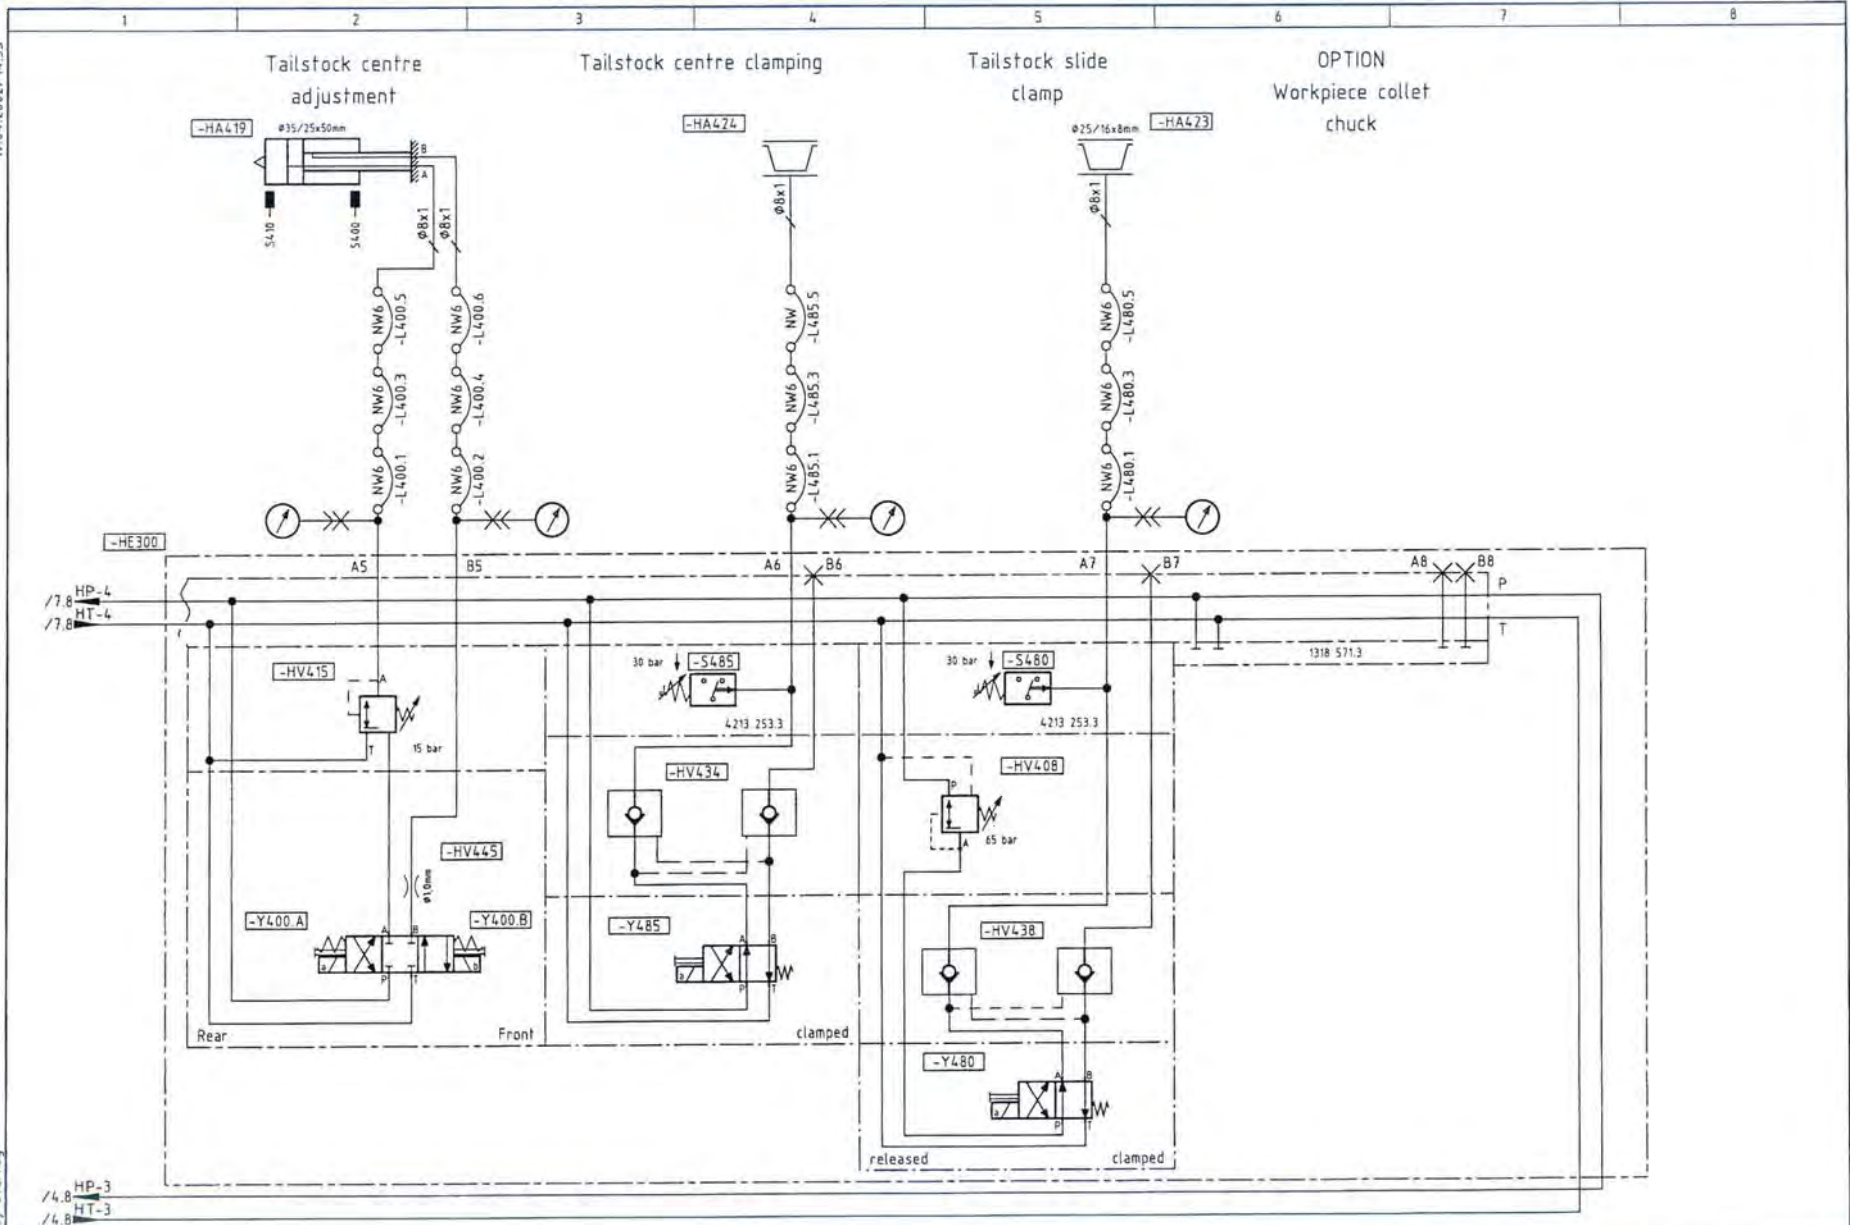 1 2 3 4 5 6 7 8
Tailstock centre
adjustment
Tailstock centre clamping
Tailstock slide
clamp
OPTION
Workpiece collet
chuck
-HA419
ø35/25x50mm
-HA424
ø25/16x8mm
-HA423
B
A
S410
S400
Ø8x1
Ø8x1
Ø8x1
Ø8x1
NW6
-L400.5
NW6
-L400.6
NW
-L485.5
NW6
-L480.5
NW6
-L400.3
NW6
-L400.4
NW6
-L485.3
NW6
-L480.3
NW6
-L400.1
NW6
-L400.2
NW6
-L485.1
NW6
-L480.1
-HE300
A5 B5 A6 B6 A7 B7 A8 B8
/7.8 HP-4
P
/7.8 HT-4
T
-HV415
A
T
15 bar
30 bar
-S485
4213 253.3
30 bar
-S480
4213 253.3
1318 571.3
-HV434
-HV408
P
A
65 bar
-HV445
ø1,0mm
-Y400.A
-Y400.B
A B
a b
P T
-Y485
A B
a
P T
-HV438
Rear
Front
clamped
-Y480
A B
a
P T
released
clamped
/4.8 HP-3
/4.8 HT-3